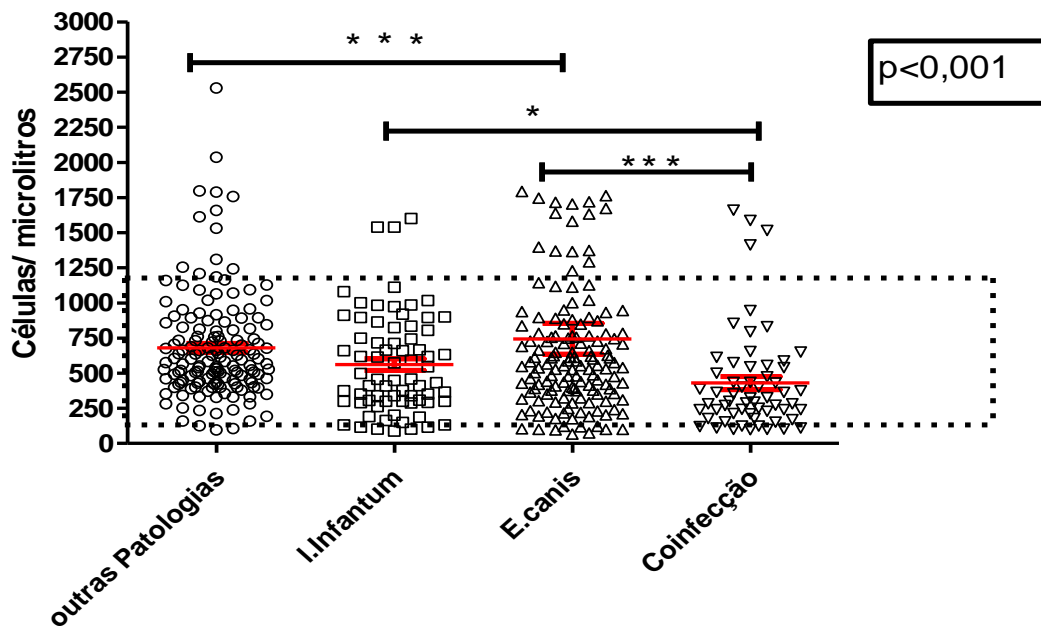 Células/ microlitros
3000
2750
2500
2250
2000
1750
1500
1250
1000
750
500
250
0
* * *
*
***
p<0,001
outras Patologias
l.Infantum
E.canis
Coinfecção